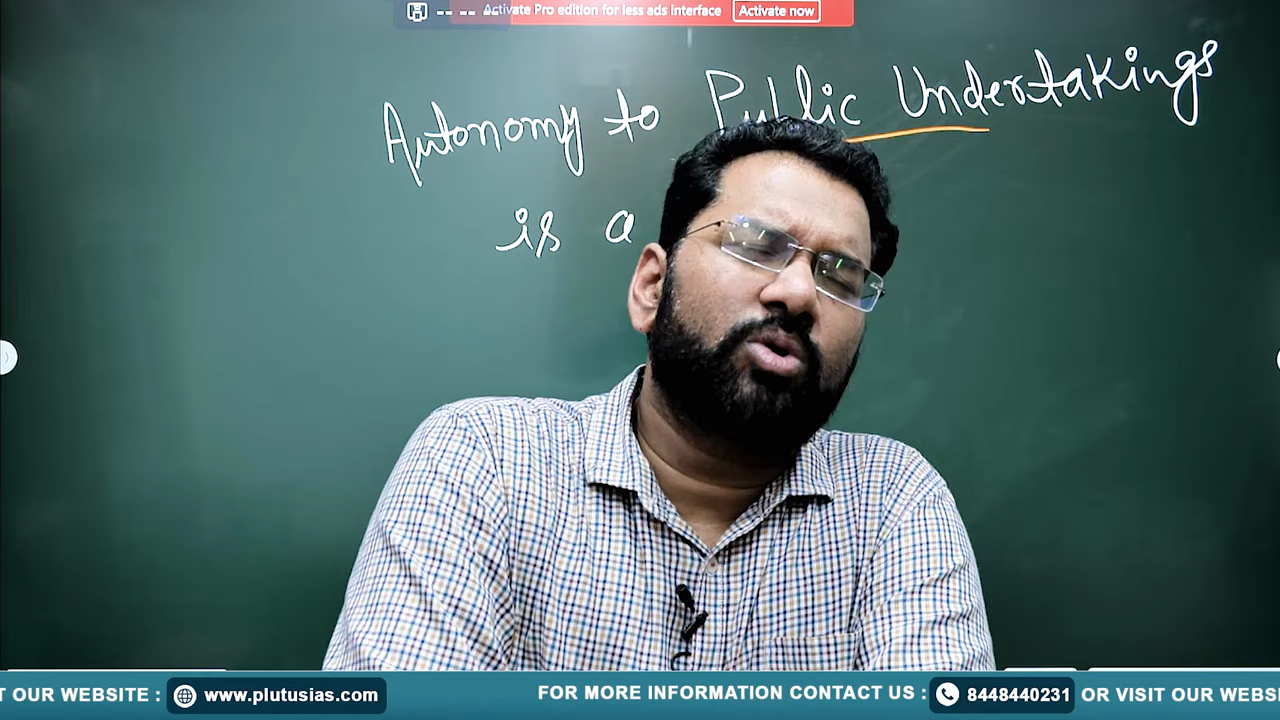 Activate Pro edition for less ads interface Activate now
Autonomy to Public Undertakings
is a
T OUR WEBSITE : www.plutusias.com FOR MORE INFORMATION CONTACT US : 8448440231 OR VISIT OUR WEBSI